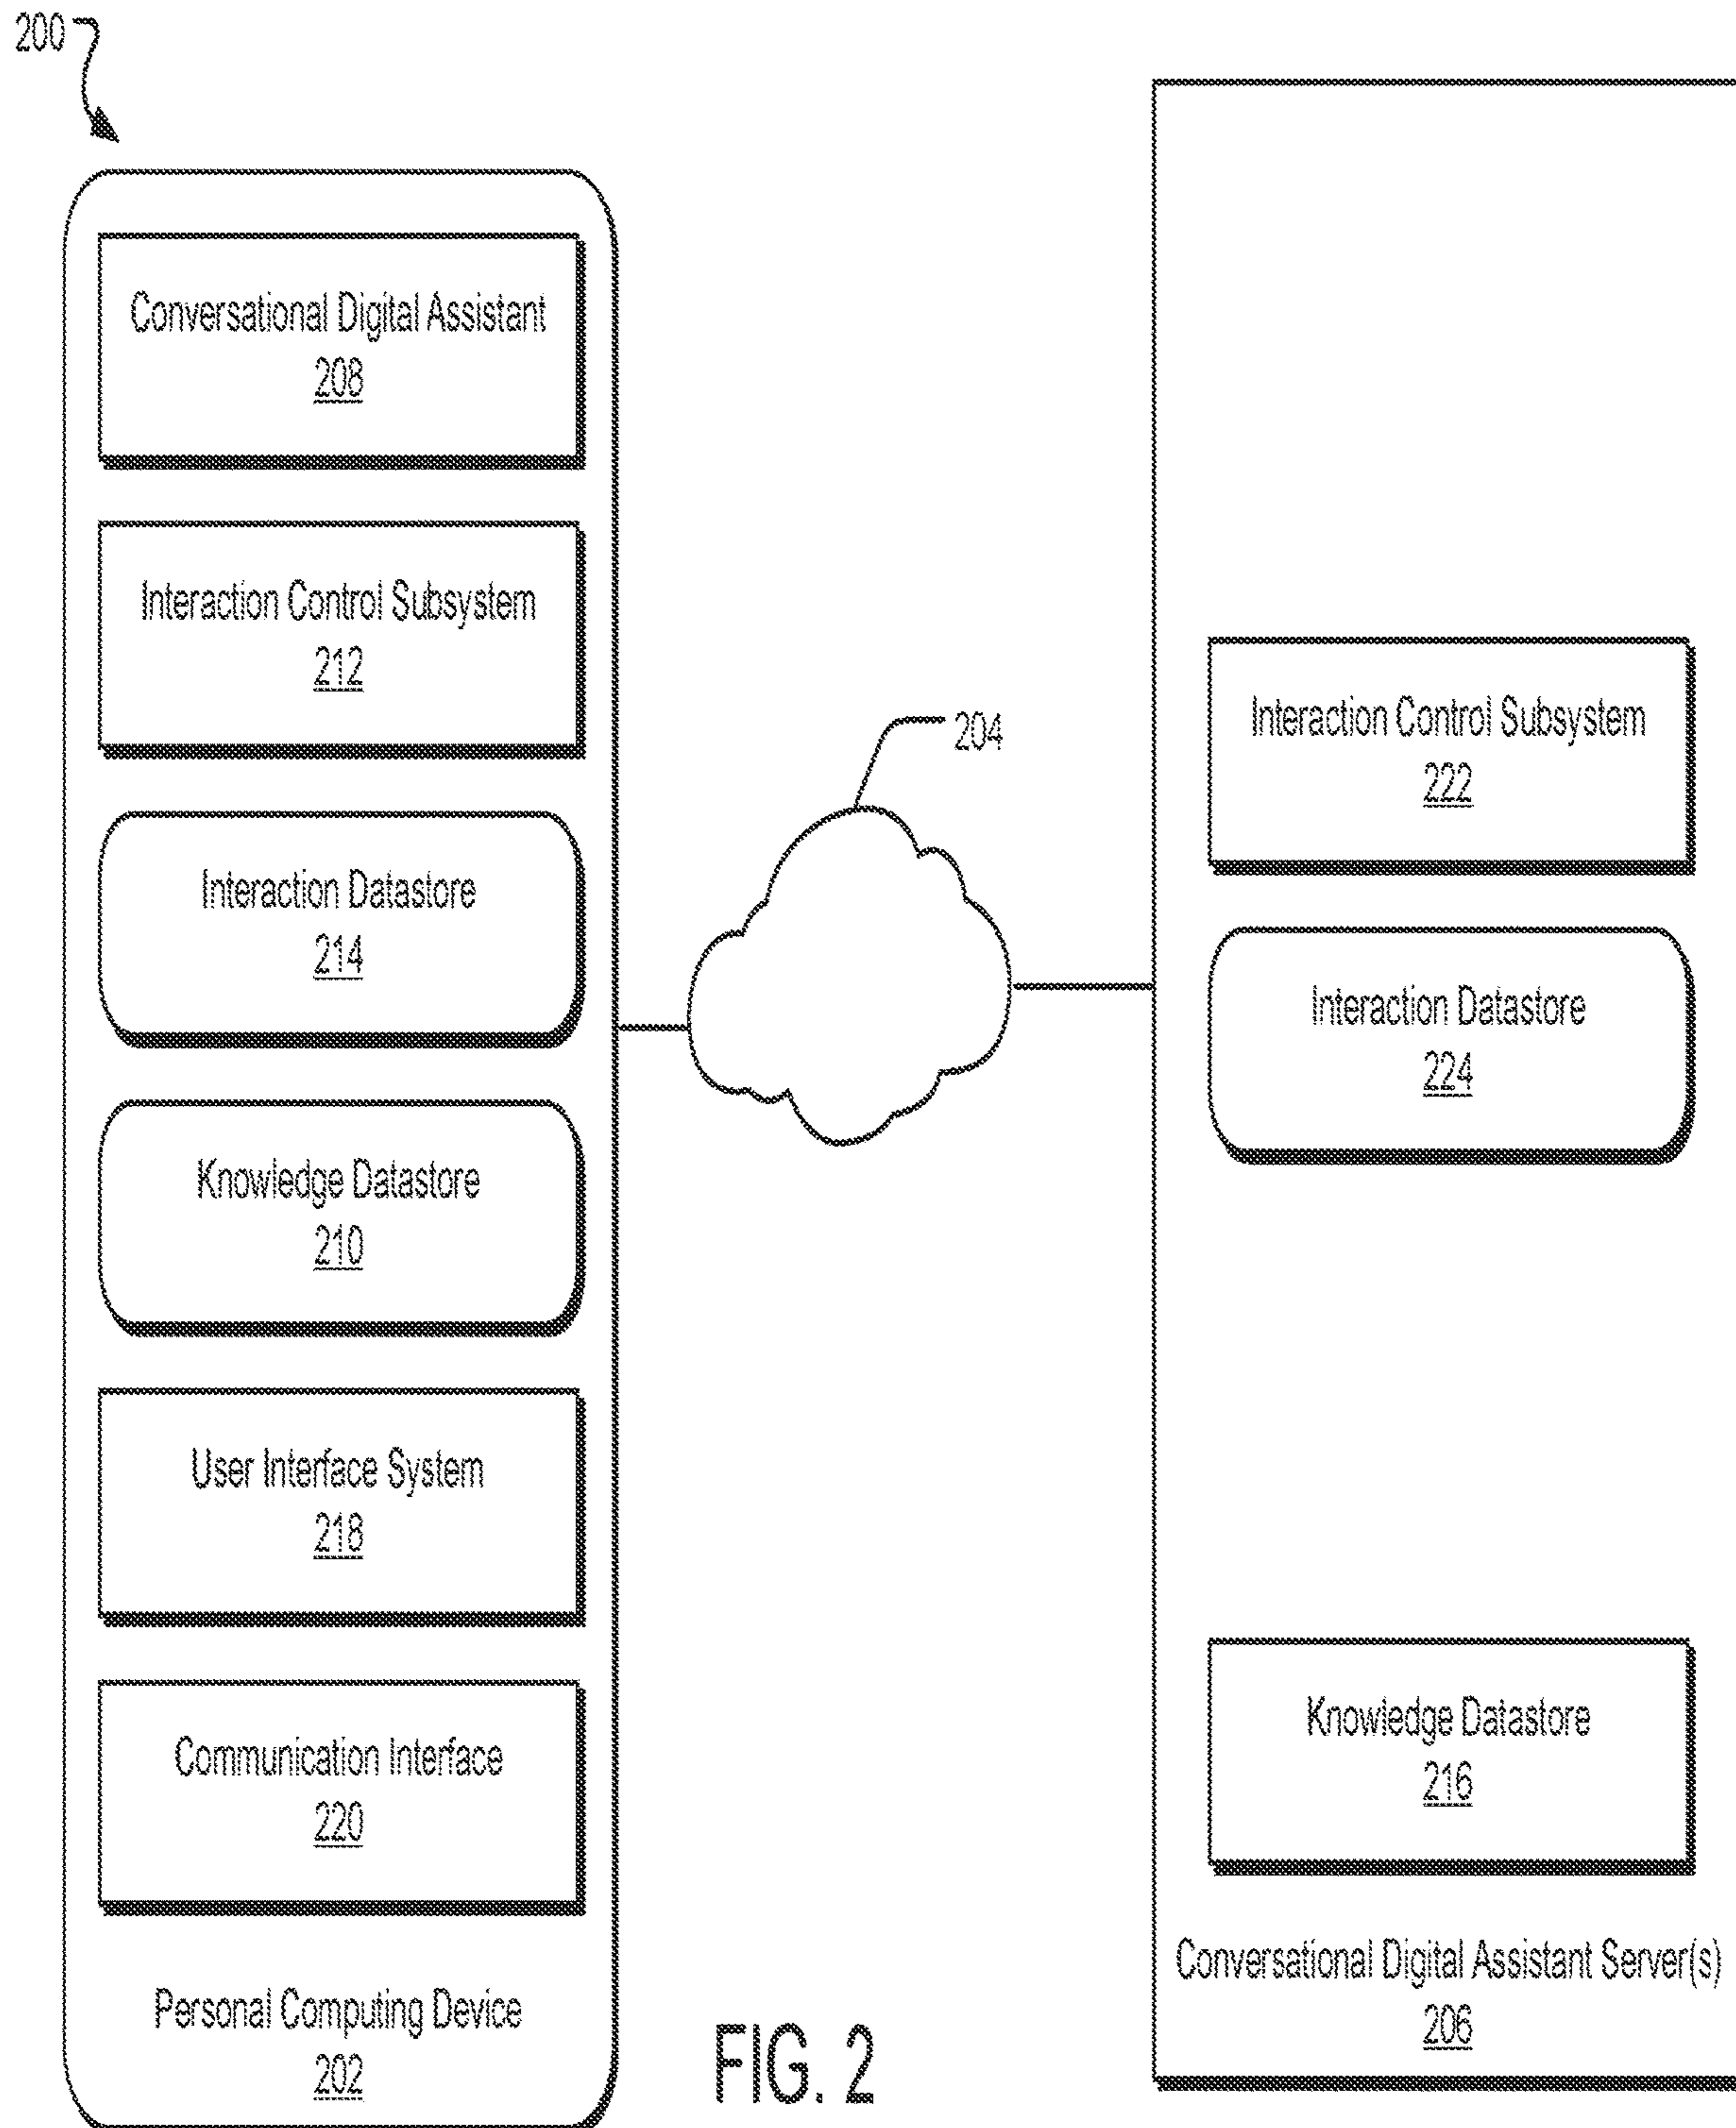 200
Conversational Digital Assistant
208
Interaction Control Subsystem
212
Interaction Datastore
214
Knowledge Datastore
210
User Interface System
218
Communication Interface
220
Personal Computing Device
202
204
Interaction Control Subsystem
222
Interaction Datastore
224
Knowledge Datastore
216
Conversational Digital Assistant Server(s)
206
FIG. 2